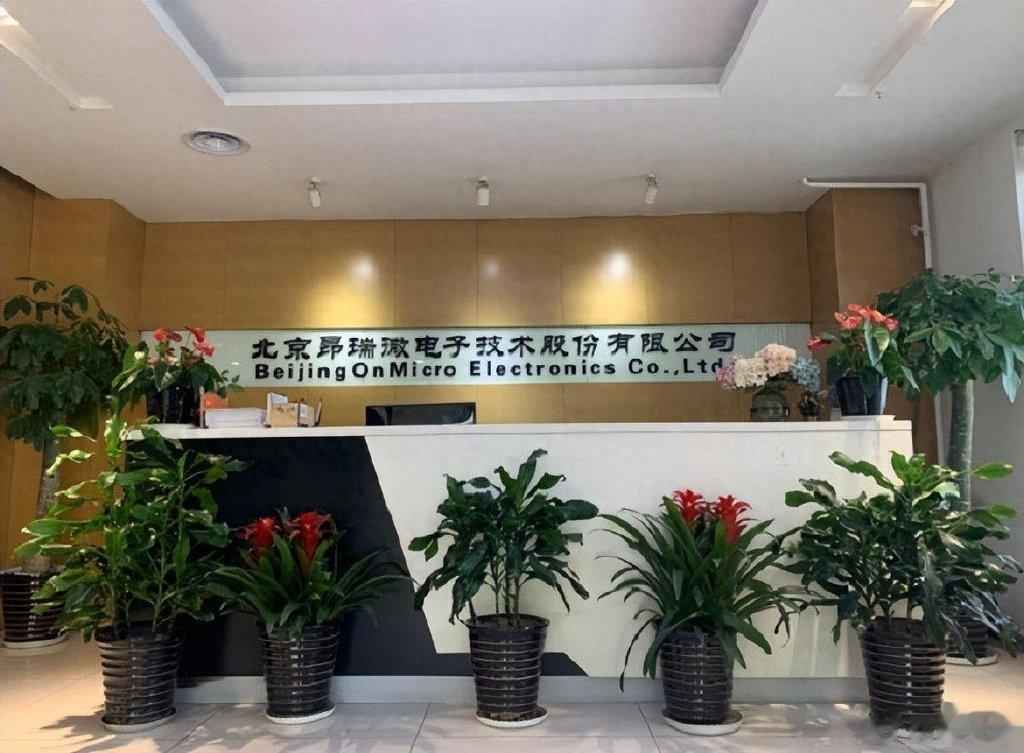 北京昂瑞微电子技术股份有限公司
BeijingOnMicro Electronics Co.,Ltd